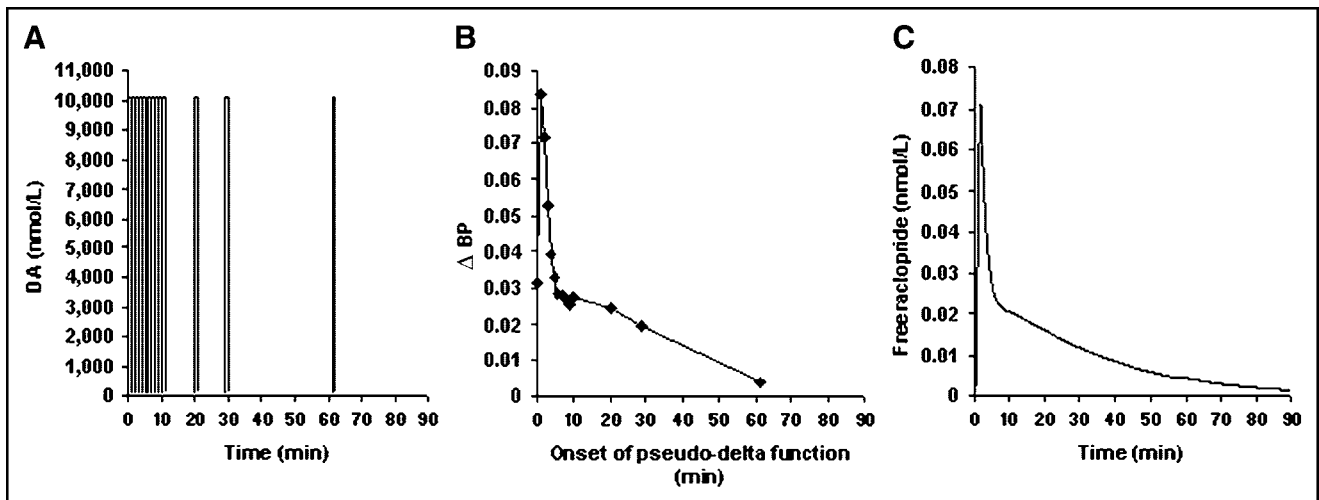 A
DA (nmol/L)
11,000
10,000
9,000
8,000
7,000
6,000
5,000
4,000
3,000
2,000
1,000
0
0 10 20 30 40 50 60 70 80 90
Time (min)
B
Δ BP
0.09
0.08
0.07
0.06
0.05
0.04
0.03
0.02
0.01
0
0 10 20 30 40 50 60 70 80 90
Onset of pseudo-delta function
(min)
C
Free raclopride (nmol/L)
0.08
0.07
0.06
0.05
0.04
0.03
0.02
0.01
0
0 10 20 30 40 50 60 70 80 90
Time (min)